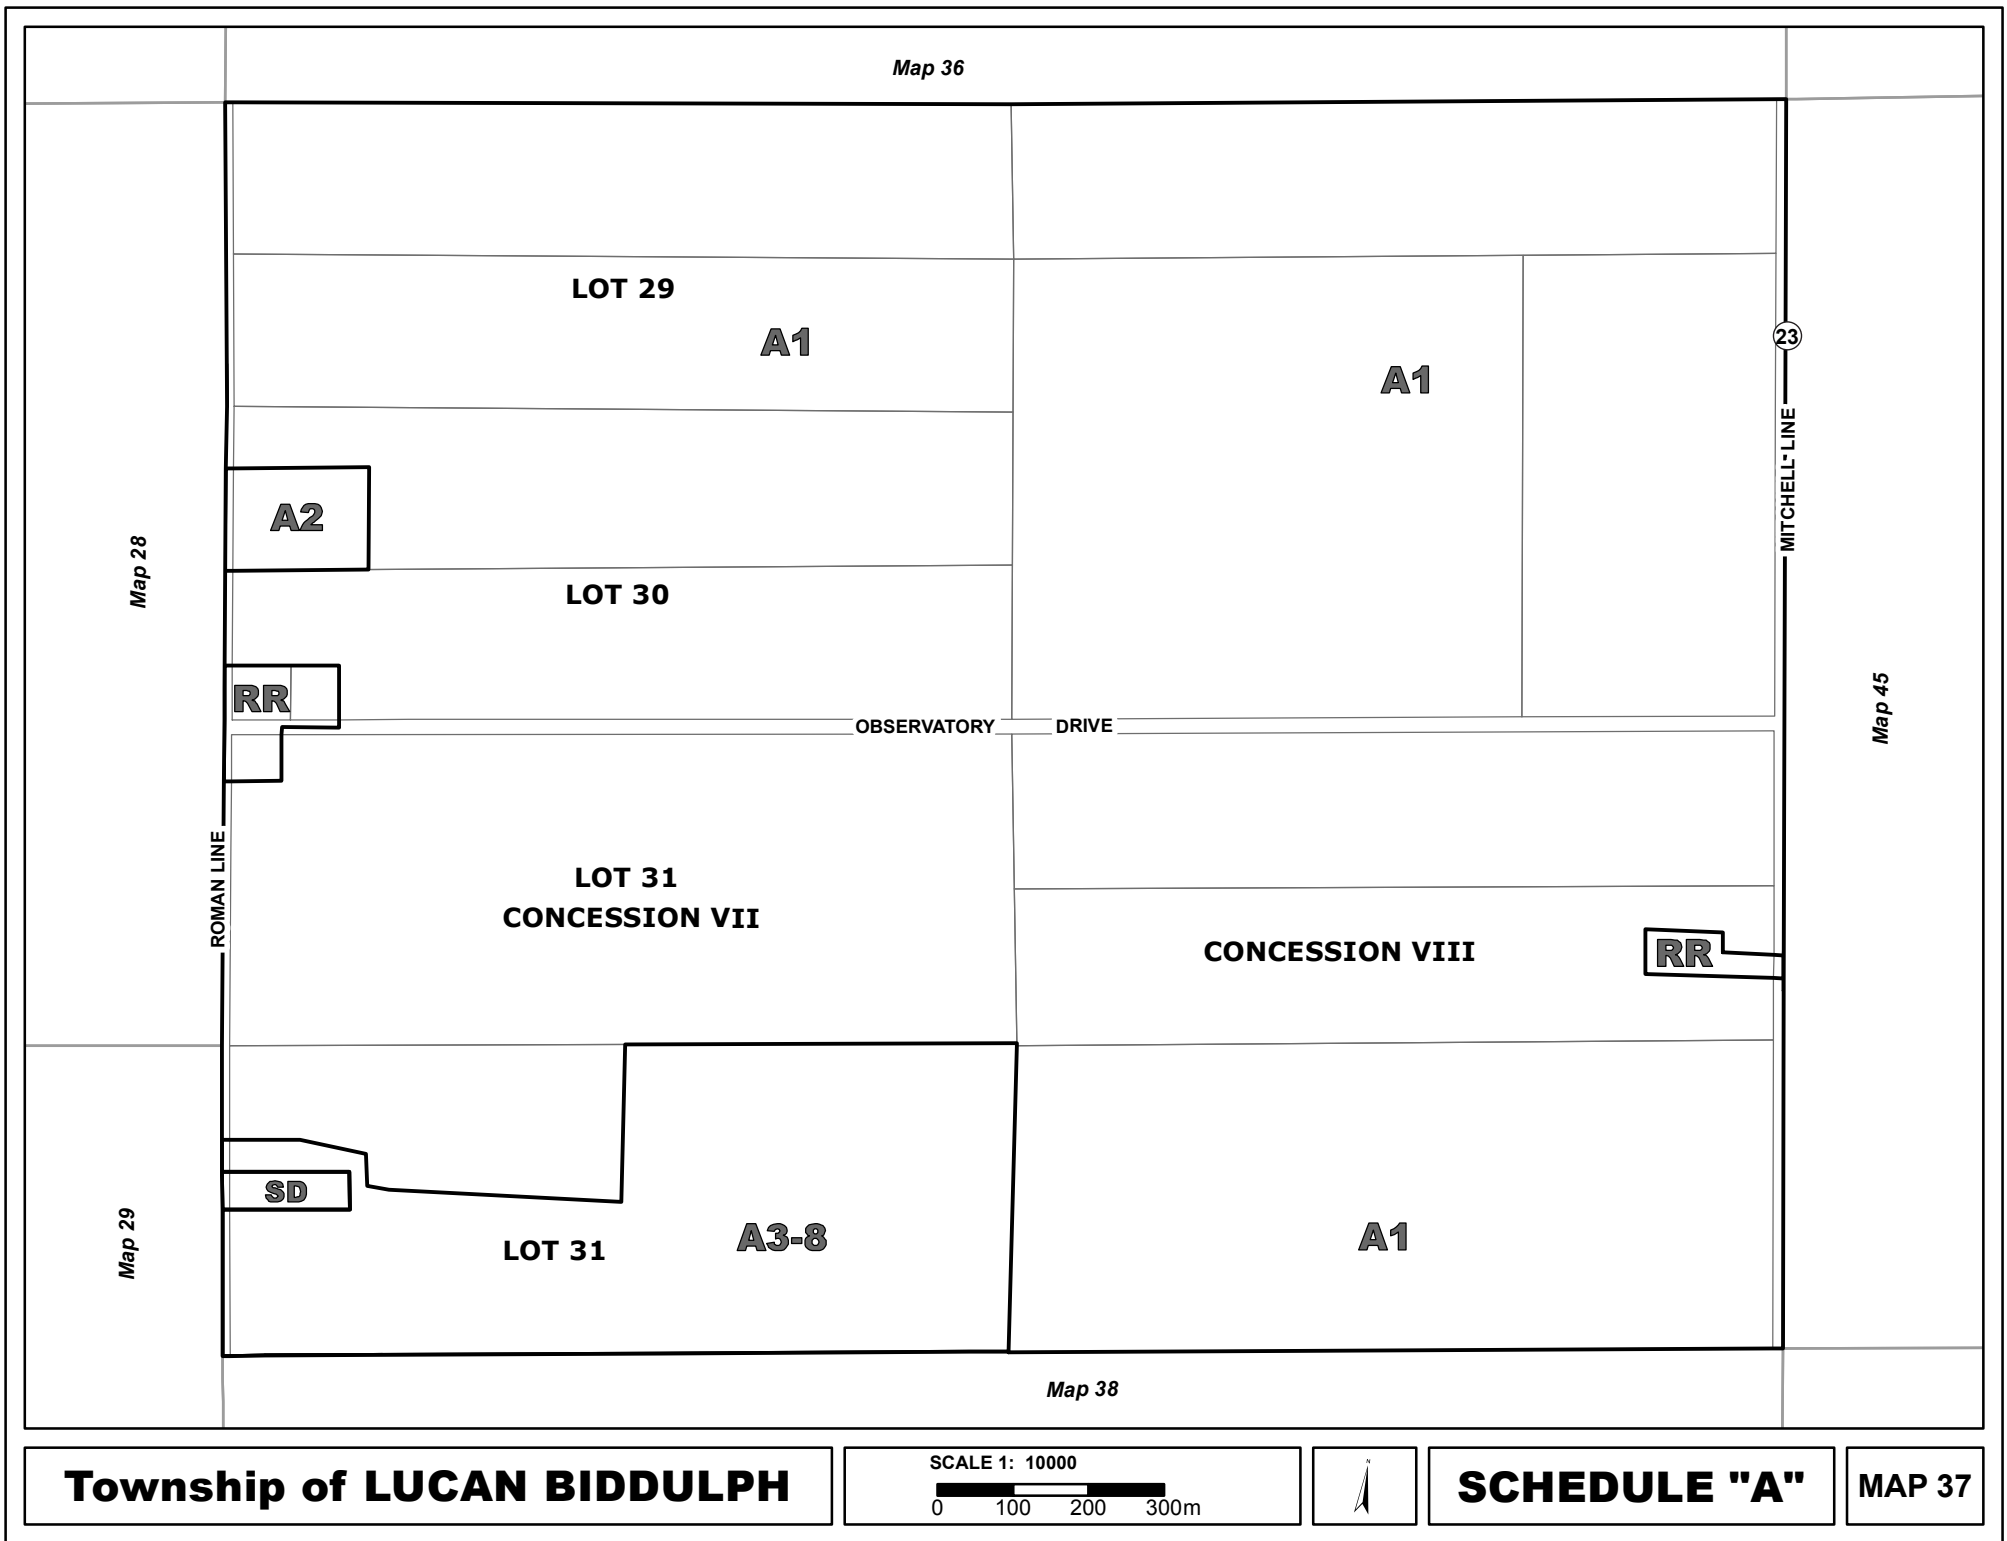 Map 36
LOT 29
A1
A1
23
MITCHELL LINE
A2
Map 28
LOT 30
RR
Map 45
OBSERVATORY DRIVE
ROMAN LINE
LOT 31
CONCESSION VII
CONCESSION VIII
RR
SD
Map 29
LOT 31
A3-8
A1
Map 38
Township of LUCAN BIDDULPH
SCALE 1: 10000
0 100 200 300m
N
SCHEDULE "A"
MAP 37